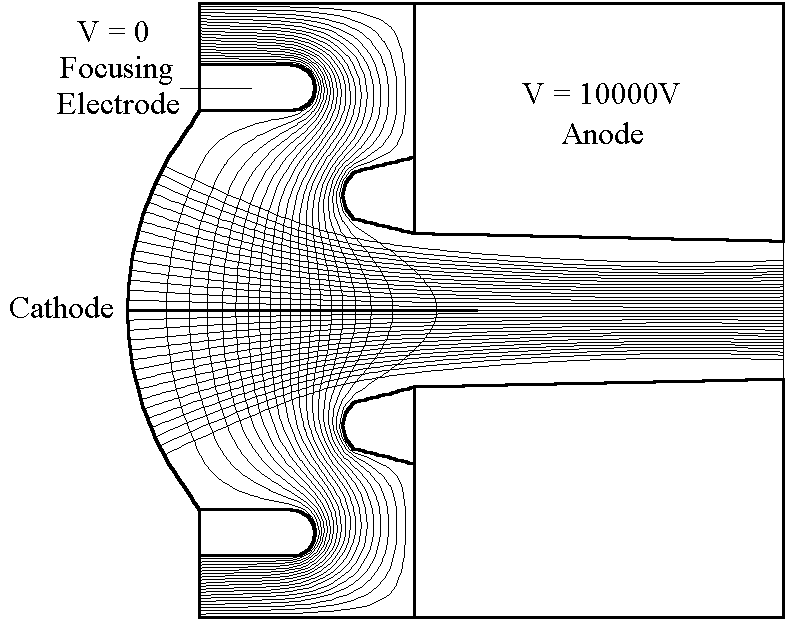 V = 0
Focusing
Electrode
V = 10000V
Anode
Cathode